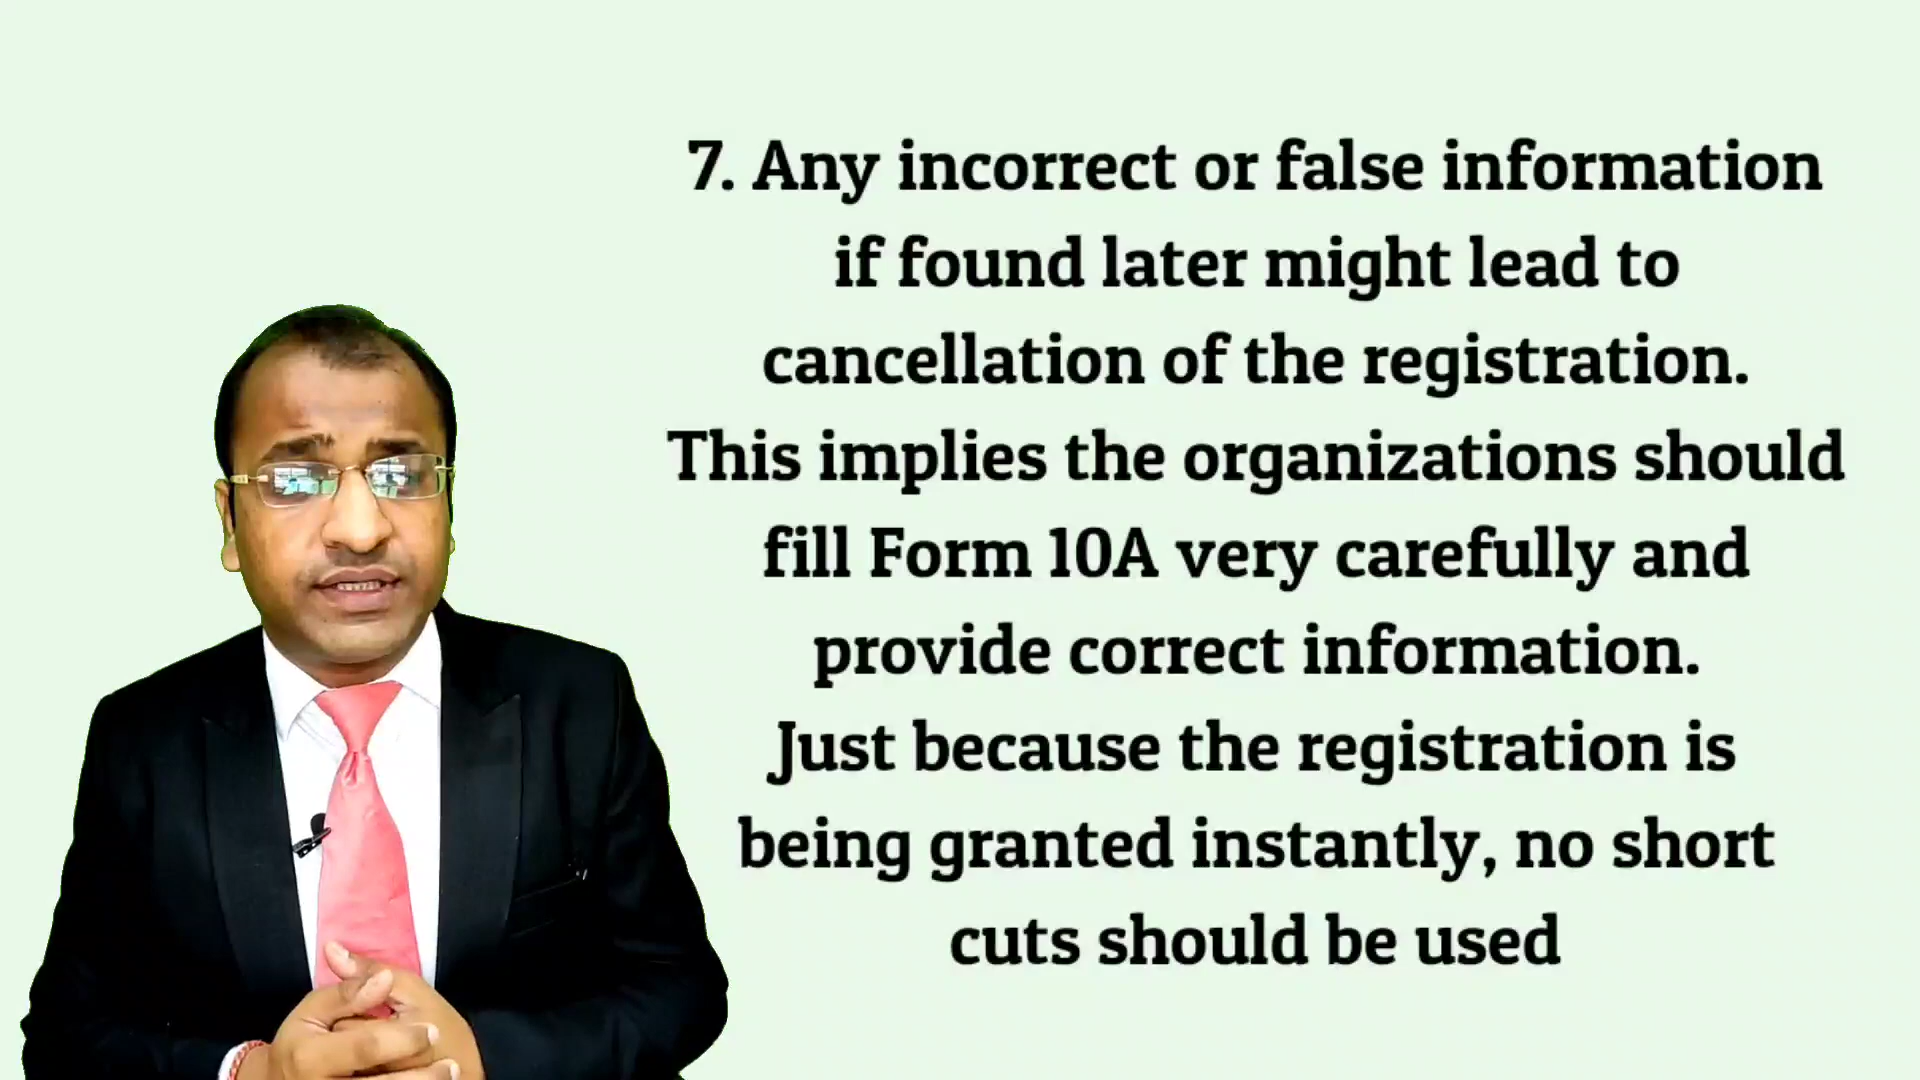 7. Any incorrect or false information
if found later might lead to
cancellation of the registration.
This implies the organizations should
fill Form 10A very carefully and
provide correct information.
Just because the registration is
being granted instantly, no short
cuts should be used